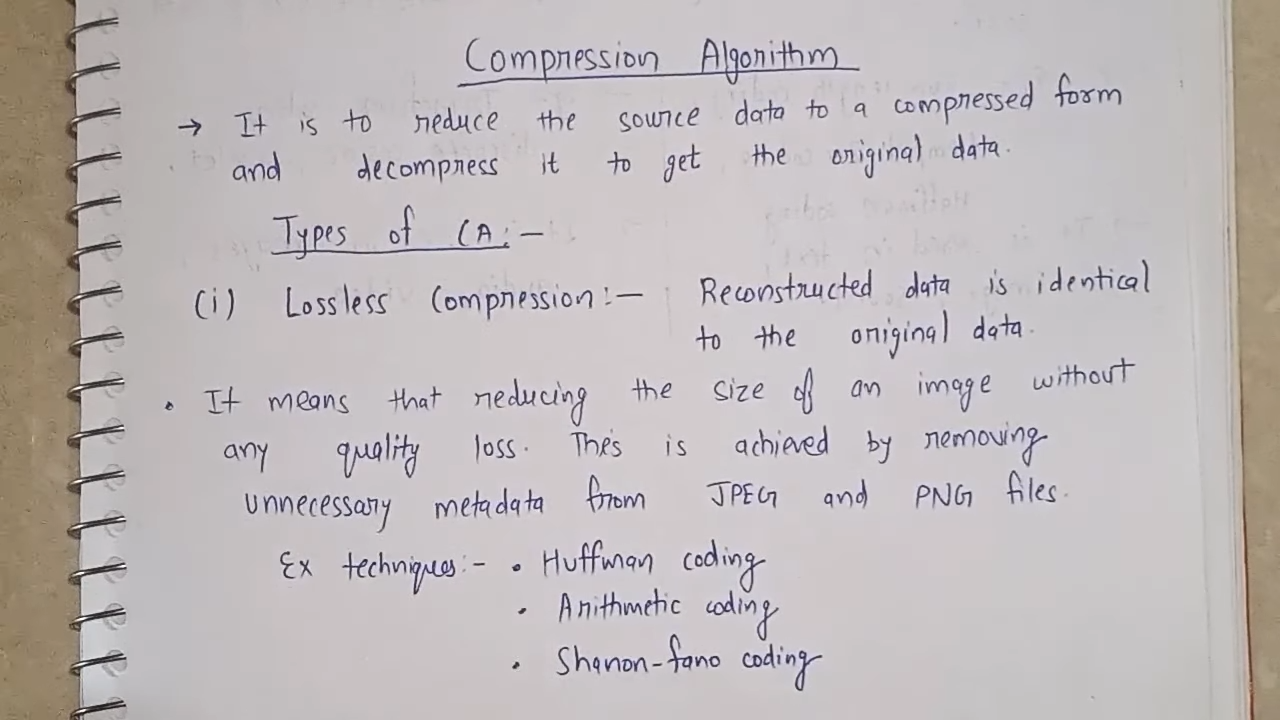 Compression Algorithm
→ It is to reduce the source data to a compressed form
and decompress it to get the original data.
Types of CA:-
(i) Lossless Compression:- Reconstructed data is identical
to the original data.
• It means that reducing the size of an image without
any quality loss. This is achieved by removing
unnecessary metadata from JPEG and PNG files.
Ex techniques:- • Huffman coding
• Arithmetic coding
• Shanon-fano coding